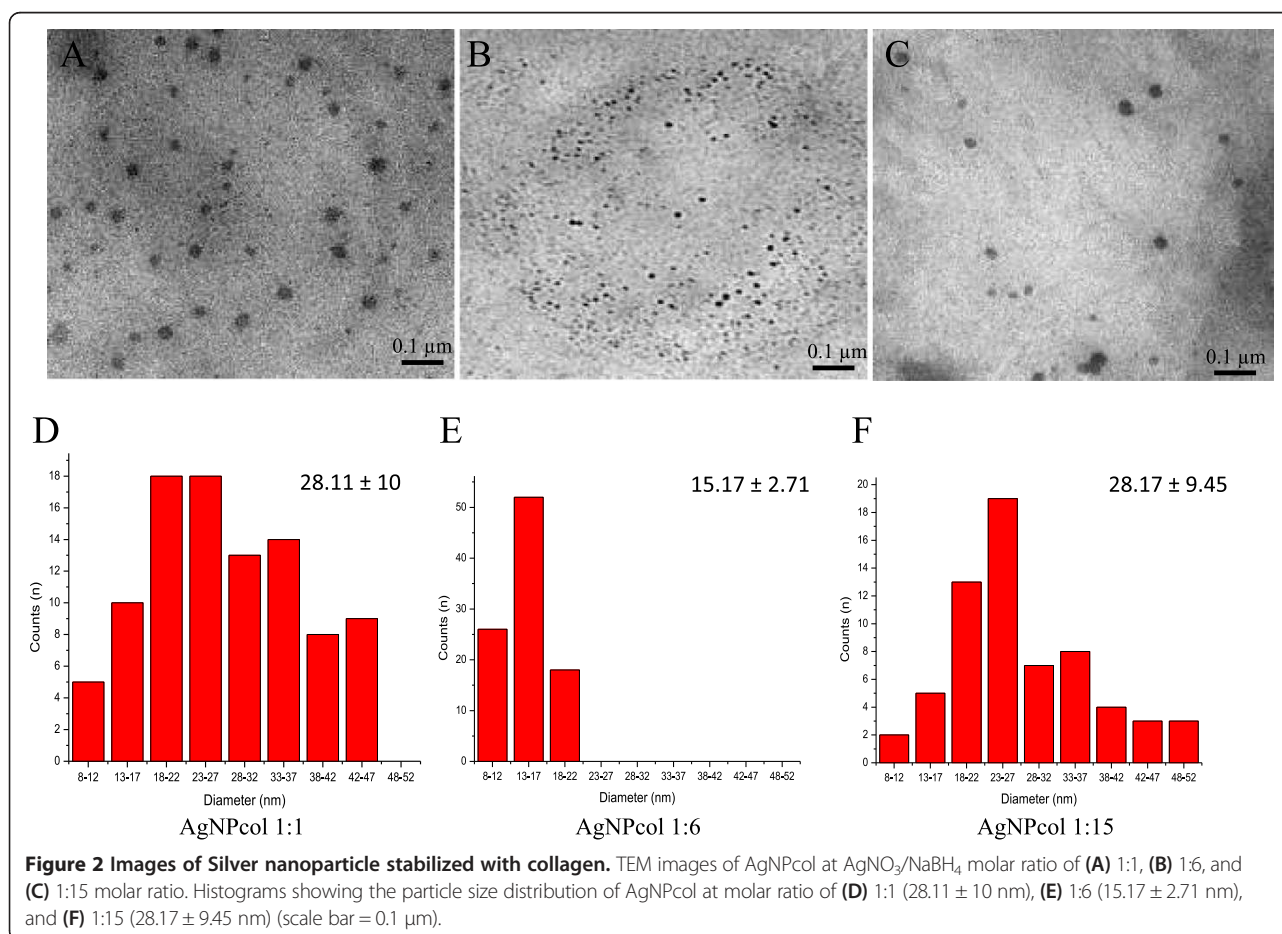 A
B
C
0.1 µm
0.1 µm
0.1 µm
D
E
F
28.11 ± 10
15.17 ± 2.71
28.17 ± 9.45
Counts (n)
18
16
14
12
10
8
6
4
2
0
8-12 13-17 18-22 23-27 28-32 33-37 38-42 42-47 48-52
Diameter (nm)
AgNPcol 1:1
Counts (n)
50
40
30
20
10
0
8-12 13-17 18-22 23-27 28-32 33-37 38-42 42-47 48-52
Diameter (nm)
AgNPcol 1:6
Counts (n)
20
18
16
14
12
10
8
6
4
2
0
8-12 13-17 18-22 23-27 28-32 33-37 38-42 42-47 48-52
Diameter (nm)
AgNPcol 1:15
Figure 2 Images of Silver nanoparticle stabilized with collagen. TEM images of AgNPcol at AgNO₃/NaBH₄ molar ratio of (A) 1:1, (B) 1:6, and
(C) 1:15 molar ratio. Histograms showing the particle size distribution of AgNPcol at molar ratio of (D) 1:1 (28.11 ± 10 nm), (E) 1:6 (15.17 ± 2.71 nm),
and (F) 1:15 (28.17 ± 9.45 nm) (scale bar = 0.1 µm).